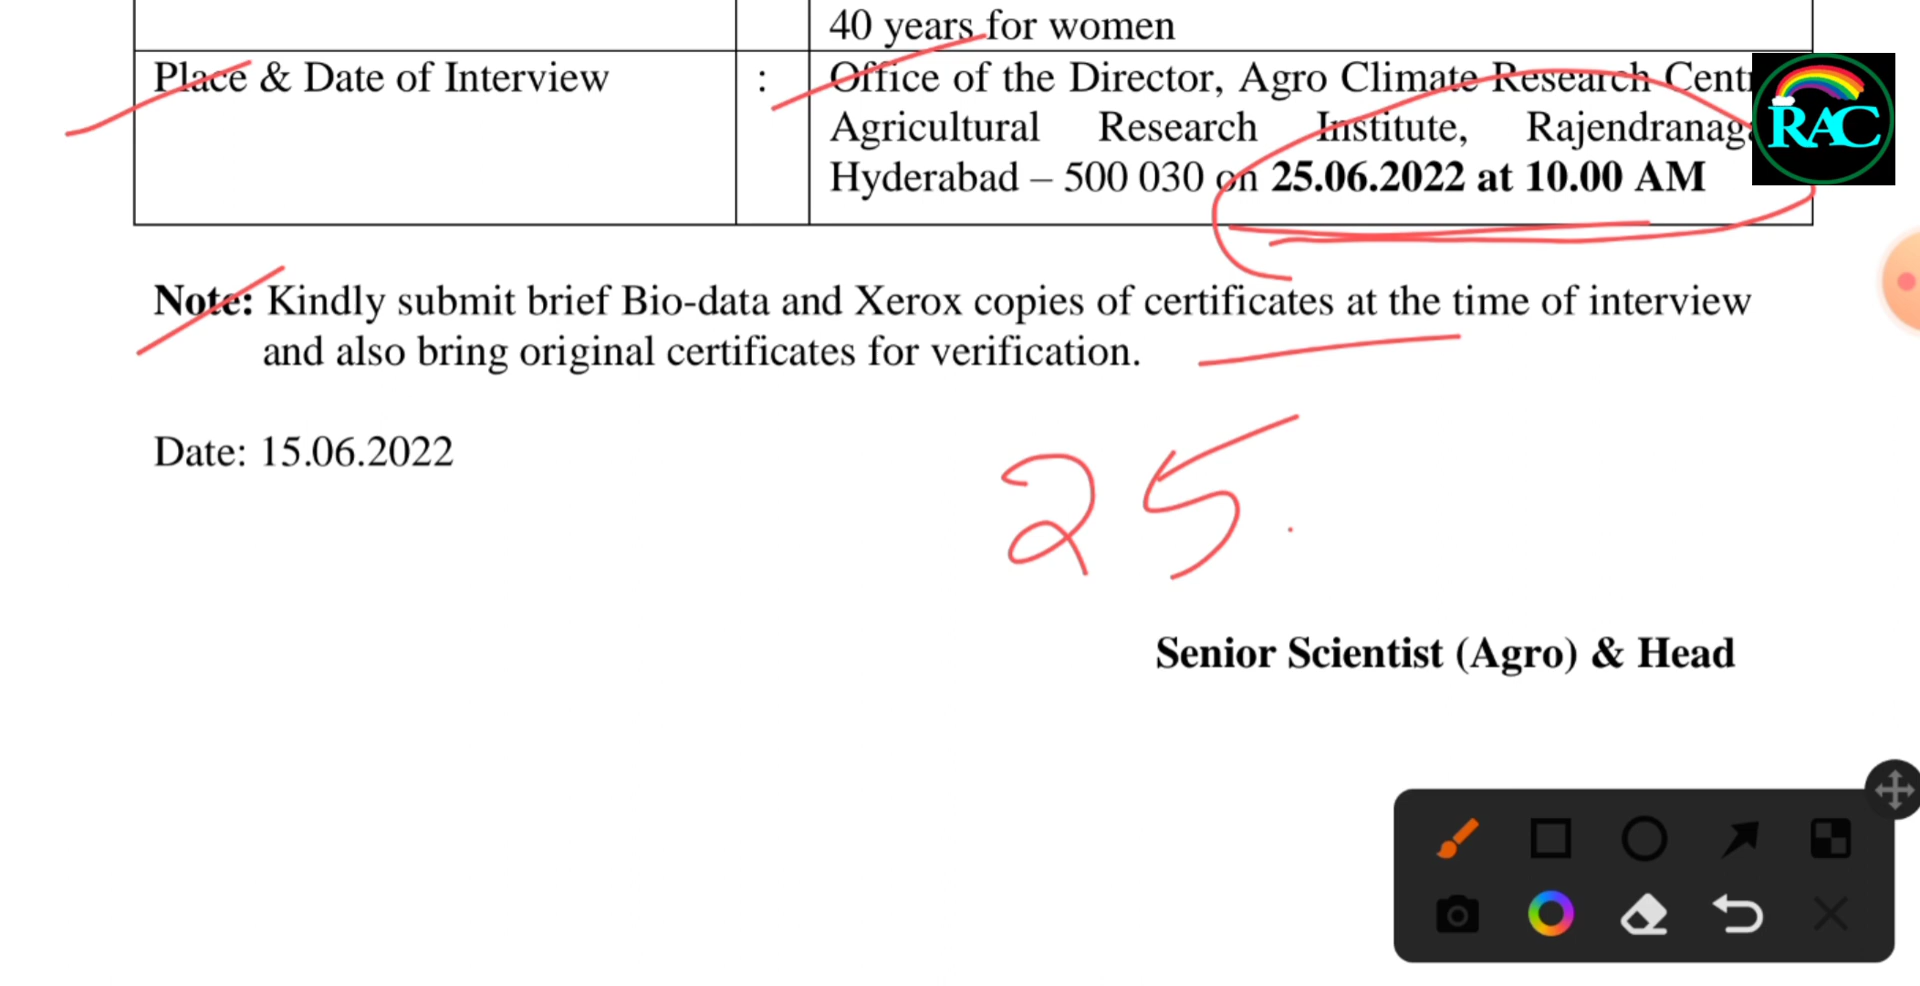 40 years for women
Place & Date of Interview : Office of the Director, Agro Climate Research
Agricultural Research Institute,
Hyderabad – 500 030 on 25.06.2022 at 10.00 AM
RAC
Note: Kindly submit brief Bio-data and Xerox copies of certificates at the time of interview
and also bring original certificates for verification.
Date: 15.06.2022
25.
Senior Scientist (Agro) & Head